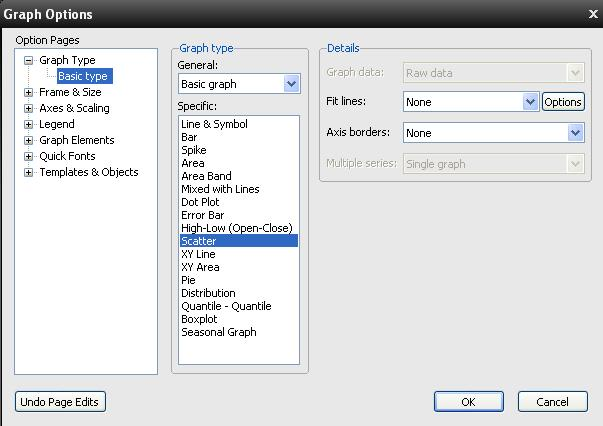 Graph Options
Option Pages
Graph Type
Basic type
Frame & Size
Axes & Scaling
Legend
Graph Elements
Quick Fonts
Templates & Objects
Graph type
General:
Basic graph
Specific:
Line & Symbol
Bar
Spike
Area
Area Band
Mixed with Lines
Dot Plot
Error Bar
High-Low (Open-Close)
Scatter
XY Line
XY Area
Pie
Distribution
Quantile - Quantile
Boxplot
Seasonal Graph
Details
Graph data: Raw data
Fit lines: None Options
Axis borders: None
Multiple series: Single graph
Undo Page Edits
OK
Cancel